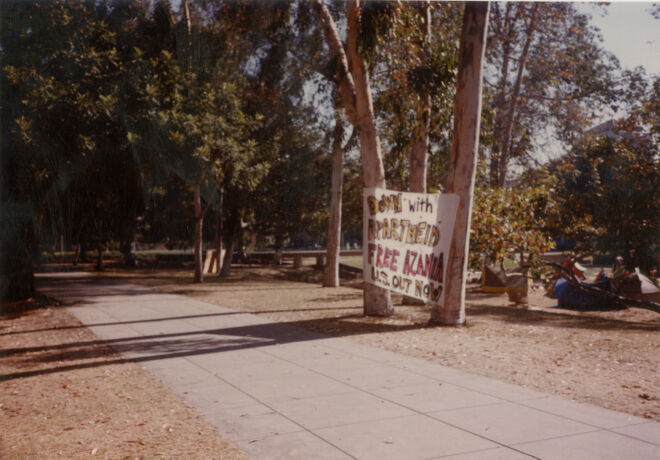 DOWN with
APARTHEID
FREE AZANIA
U.S. OUT NOW